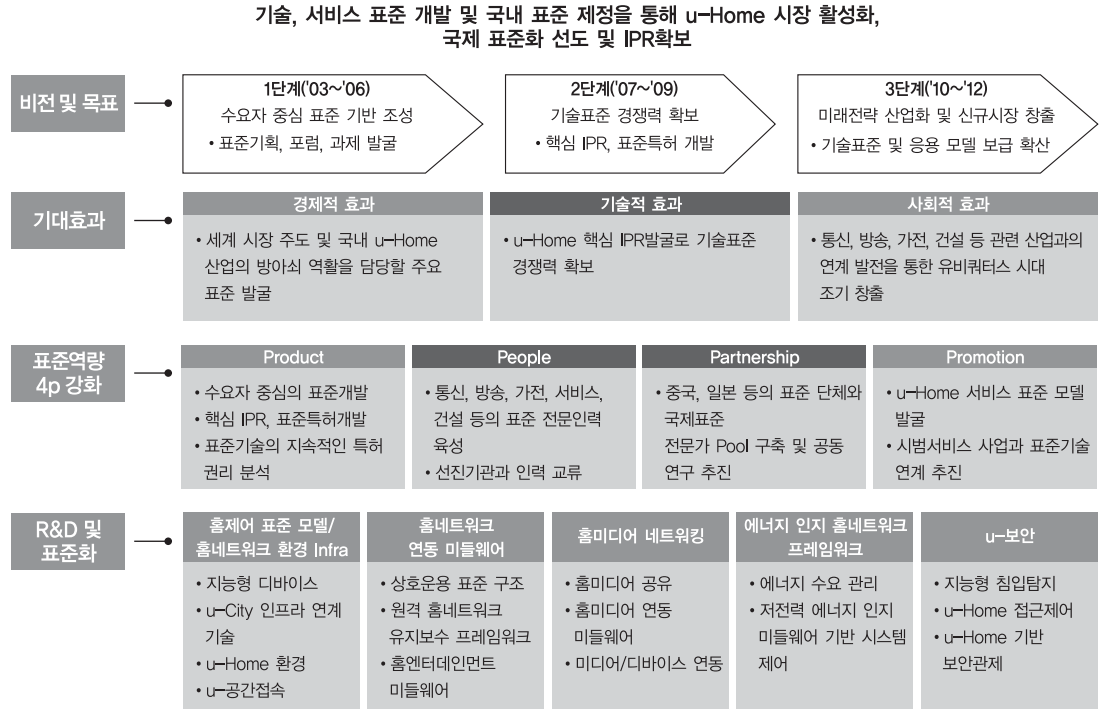 기술, 서비스 표준 개발 및 국내 표준 제정을 통해 u-Home 시장 활성화,
국제 표준화 선도 및 IPR확보
비전 및 목표
1단계('03~'06)
수요자 중심 표준 기반 조성
• 표준기획, 포럼, 과제 발굴
2단계('07~'09)
기술표준 경쟁력 확보
• 핵심 IPR, 표준특허 개발
3단계('10~'12)
미래전략 산업화 및 신규시장 창출
• 기술표준 및 응용 모델 보급 확산
기대효과
경제적 효과
• 세계 시장 주도 및 국내 u-Home
산업의 방아쇠 역활을 담당할 주요
표준 발굴
기술적 효과
• u-Home 핵심 IPR발굴로 기술표준
경쟁력 확보
사회적 효과
• 통신, 방송, 가전, 건설 등 관련 산업과의
연계 발전을 통한 유비쿼터스 시대
조기 창출
표준역량
4p 강화
Product
• 수요자 중심의 표준개발
• 핵심 IPR, 표준특허개발
• 표준기술의 지속적인 특허
권리 분석
People
• 통신, 방송, 가전, 서비스,
건설 등의 표준 전문인력
육성
• 선진기관과 인력 교류
Partnership
• 중국, 일본 등의 표준 단체와
국제표준
전문가 Pool 구축 및 공동
연구 추진
Promotion
• u-Home 서비스 표준 모델
발굴
• 시범서비스 사업과 표준기술
연계 추진
R&D 및
표준화
홈제어 표준 모델/
홈네트워크 환경 Infra
• 지능형 디바이스
• u-City 인프라 연계
기술
• u-Home 환경
• u-공간접속
홈네트워크
연동 미들웨어
• 상호운용 표준 구조
• 원격 홈네트워크
유지보수 프레임워크
• 홈엔터데인먼트
미들웨어
홈미디어 네트워킹
• 홈미디어 공유
• 홈미디어 연동
미들웨어
• 미디어/디바이스 연동
에너지 인지 홈네트워크
프레임워크
• 에너지 수요 관리
• 저전력 에너지 인지
미들웨어 기반 시스템
제어
u-보안
• 지능형 침입탐지
• u-Home 접근제어
• u-Home 기반
보안관제